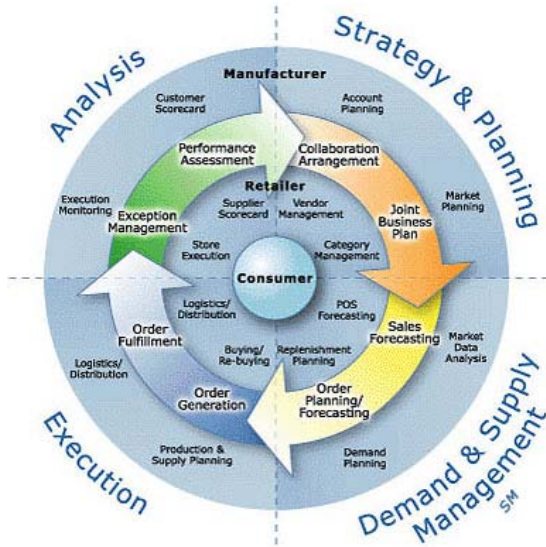 Analysis
Strategy & Planning
Manufacturer
Customer
Scorecard
Account
Planning
Performance
Assessment
Collaboration
Arrangement
Retailer
Execution
Monitoring
Exception
Management
Supplier
Scorecard
Vendor
Management
Joint
Business
Plan
Market
Planning
Store
Execution
Category
Management
Consumer
Logistics/
Distribution
POS
Forecasting
Order
Fulfillment
Sales
Forecasting
Logistics/
Distribution
Buying/
Re-buying
Replenishment
Planning
Market
Data
Analysis
Order
Generation
Order
Planning/
Forecasting
Production &
Supply Planning
Demand
Planning
Execution
Demand & Supply
Management SM